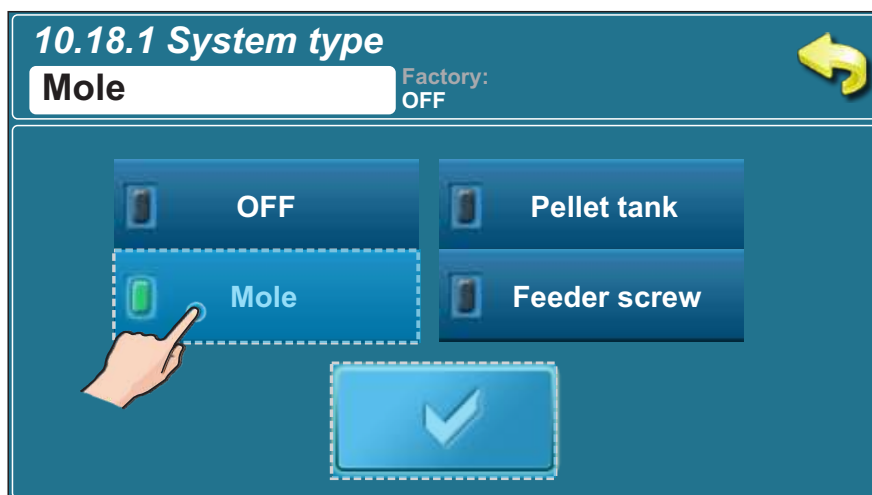 10.18.1 System type
Mole
Factory:
OFF
OFF
Pellet tank
Mole
Feeder screw